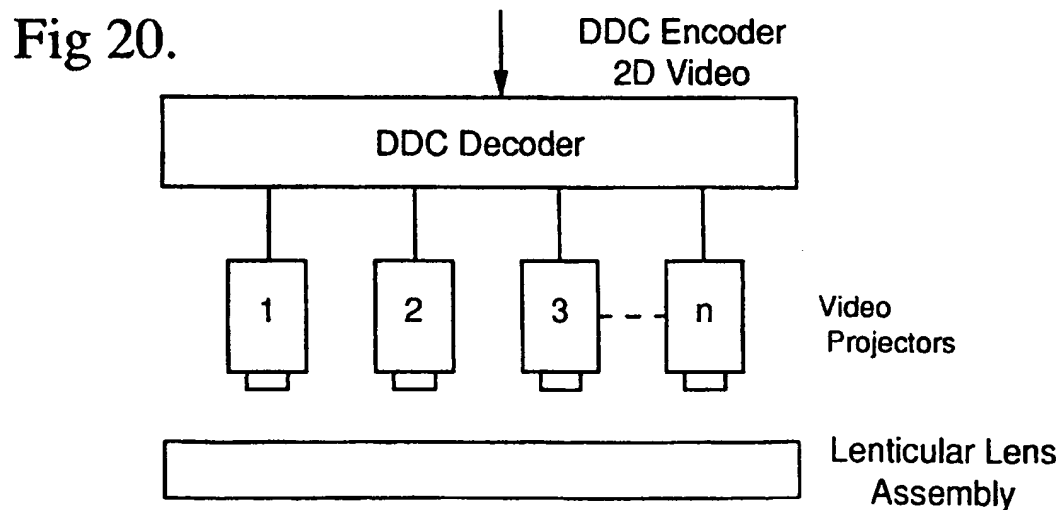 Fig 20.
DDC Encoder
2D Video
DDC Decoder
1 2 3 n
Video
Projectors
Lenticular Lens
Assembly